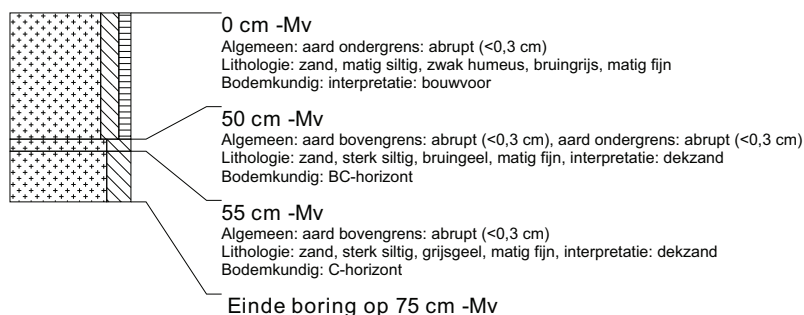 0 cm -Mv
Algemeen: aard ondergrens: abrupt (<0,3 cm)
Lithologie: zand, matig siltig, zwak humeus, bruingrijs, matig fijn
Bodemkundig: interpretatie: bouwvoor
50 cm -Mv
Algemeen: aard bovengrens: abrupt (<0,3 cm), aard ondergrens: abrupt (<0,3 cm)
Lithologie: zand, sterk siltig, bruingeel, matig fijn, interpretatie: dekzand
Bodemkundig: BC-horizont
55 cm -Mv
Algemeen: aard bovengrens: abrupt (<0,3 cm)
Lithologie: zand, sterk siltig, grijsgeel, matig fijn, interpretatie: dekzand
Bodemkundig: C-horizont
Einde boring op 75 cm -Mv